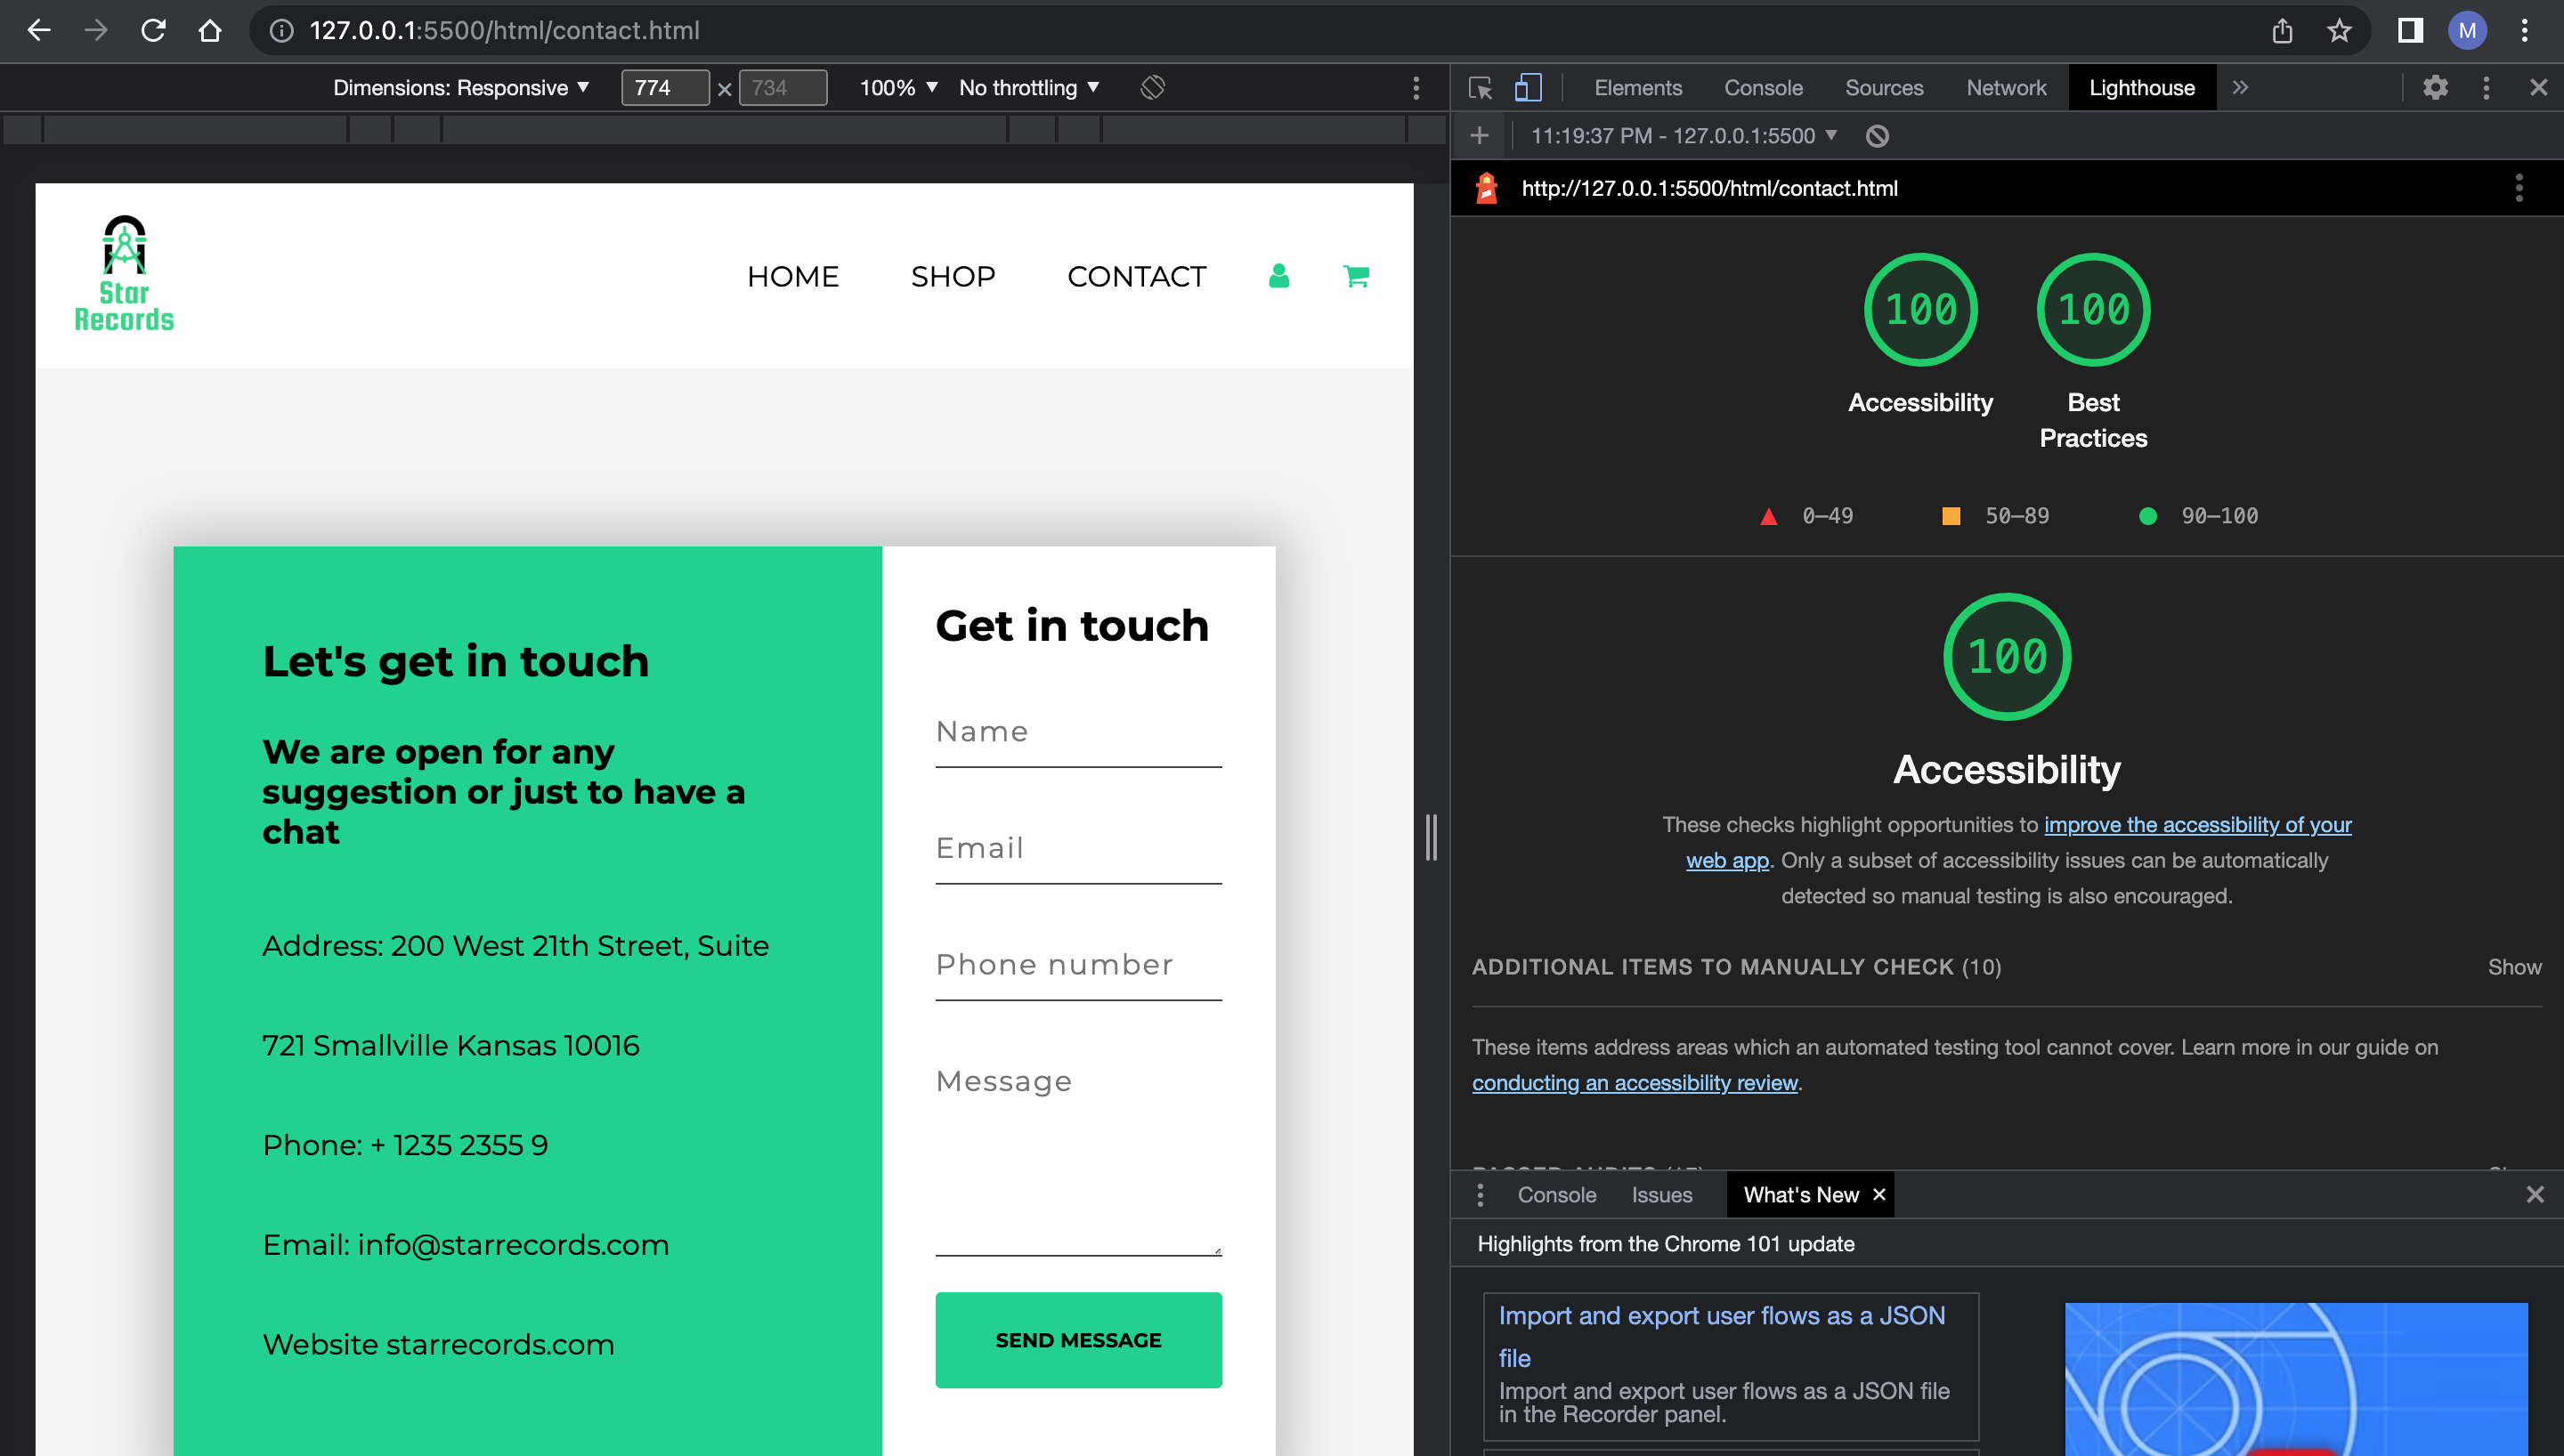 127.0.0.1:5500/html/contact.html
M
Dimensions: Responsive 774 × 734 100% No throttling
Elements Console Sources Network Lighthouse
11:19:37 PM - 127.0.0.1:5500
http://127.0.0.1:5500/html/contact.html
Star
Records
HOME SHOP CONTACT
Let's get in touch
We are open for any
suggestion or just to have a
chat
Address: 200 West 21th Street, Suite
721 Smallville Kansas 10016
Phone: + 1235 2355 9
Email: info@starrecords.com
Website starrecords.com
Get in touch
Name
Email
Phone number
Message
SEND MESSAGE
100 100
Accessibility
Best
Practices
0–49 50–89 90–100
100
Accessibility
These checks highlight opportunities to improve the accessibility of your
web app. Only a subset of accessibility issues can be automatically
detected so manual testing is also encouraged.
ADDITIONAL ITEMS TO MANUALLY CHECK (10) Show
These items address areas which an automated testing tool cannot cover. Learn more in our guide on
conducting an accessibility review.
Console Issues What's New
Highlights from the Chrome 101 update
Import and export user flows as a JSON
file
Import and export user flows as a JSON file
in the Recorder panel.